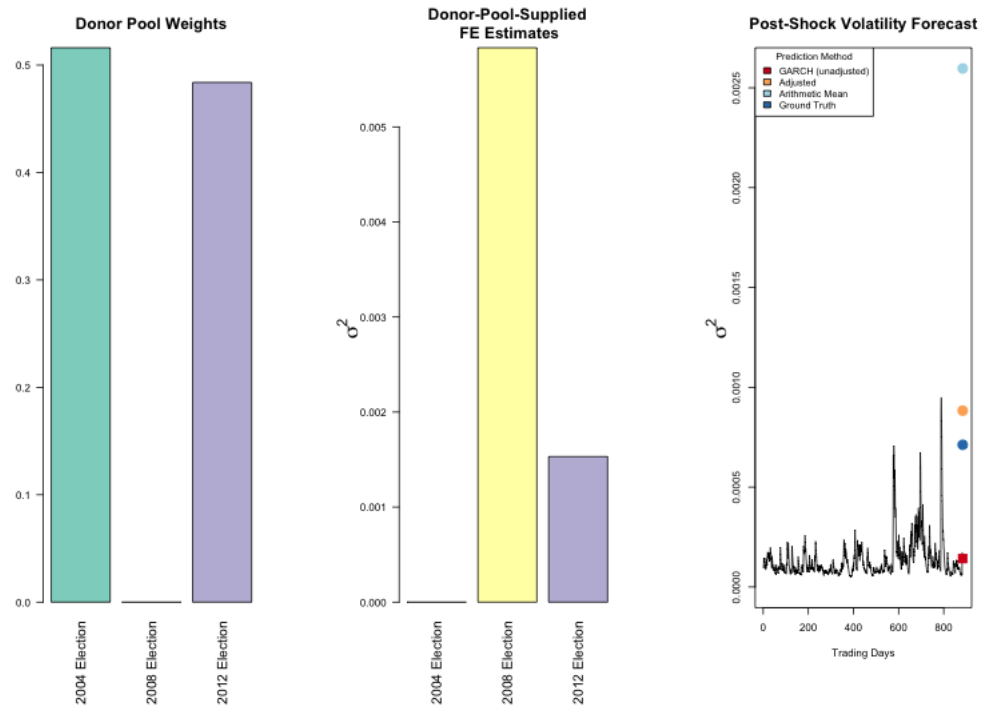 Donor Pool Weights
0.5
0.4
0.3
0.2
0.1
0.0
2004 Election
2008 Election
2012 Election
Donor-Pool-Supplied
FE Estimates
σ²
0.005
0.004
0.003
0.002
0.001
0.000
2004 Election
2008 Election
2012 Election
Post-Shock Volatility Forecast
Prediction Method
GARCH (unadjusted)
Adjusted
Arithmetic Mean
Ground Truth
σ²
0.0025
0.0020
0.0015
0.0010
0.0005
0.0000
0
200
400
600
800
Trading Days